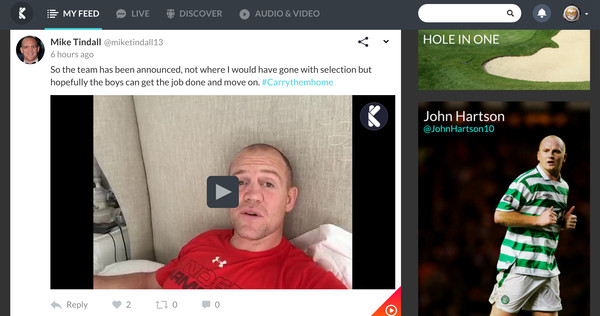 MY FEED LIVE DISCOVER AUDIO & VIDEO
Mike Tindall @miketindall13
6 hours ago
So the team has been announced, not where I would have gone with selection but
hopefully the boys can get the job done and move on. #Carrythemhome
K
UNDER
ARMOUR
Reply 2 0 0
HOLE IN ONE
John Hartson
@JohnHartson10